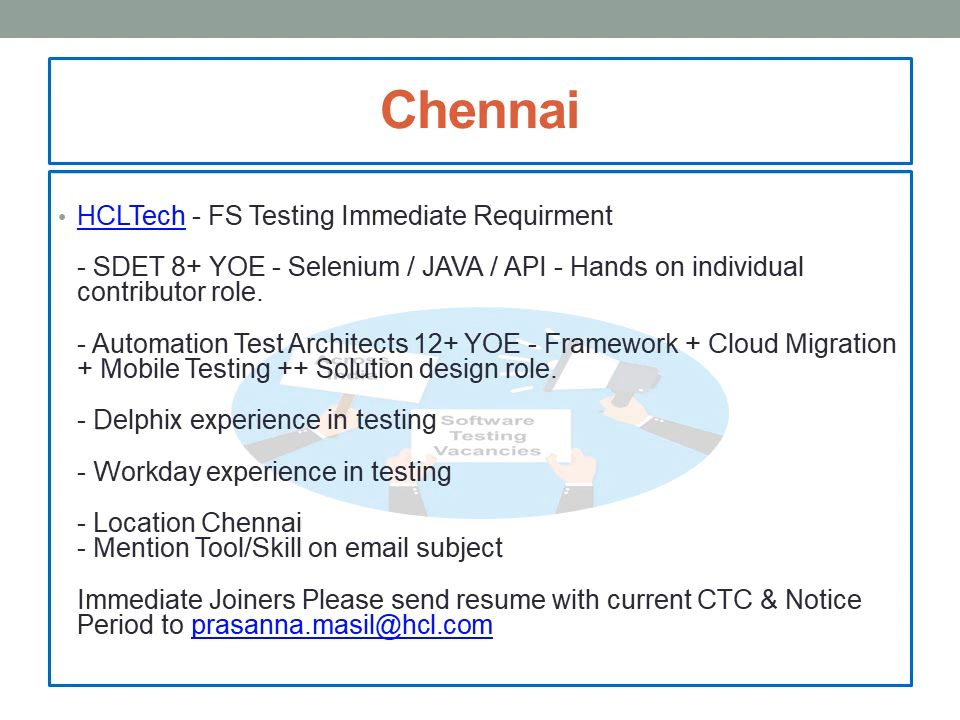 Chennai
• HCLTech - FS Testing Immediate Requirment
- SDET 8+ YOE - Selenium / JAVA / API - Hands on individual
contributor role.
- Automation Test Architects 12+ YOE - Framework + Cloud Migration
+ Mobile Testing ++ Solution design role.
Across
India
- Delphix experience in testing
Software
Testing
Vacancies
- Workday experience in testing
- Location Chennai
- Mention Tool/Skill on email subject
Immediate Joiners Please send resume with current CTC & Notice
Period to prasanna.masil@hcl.com